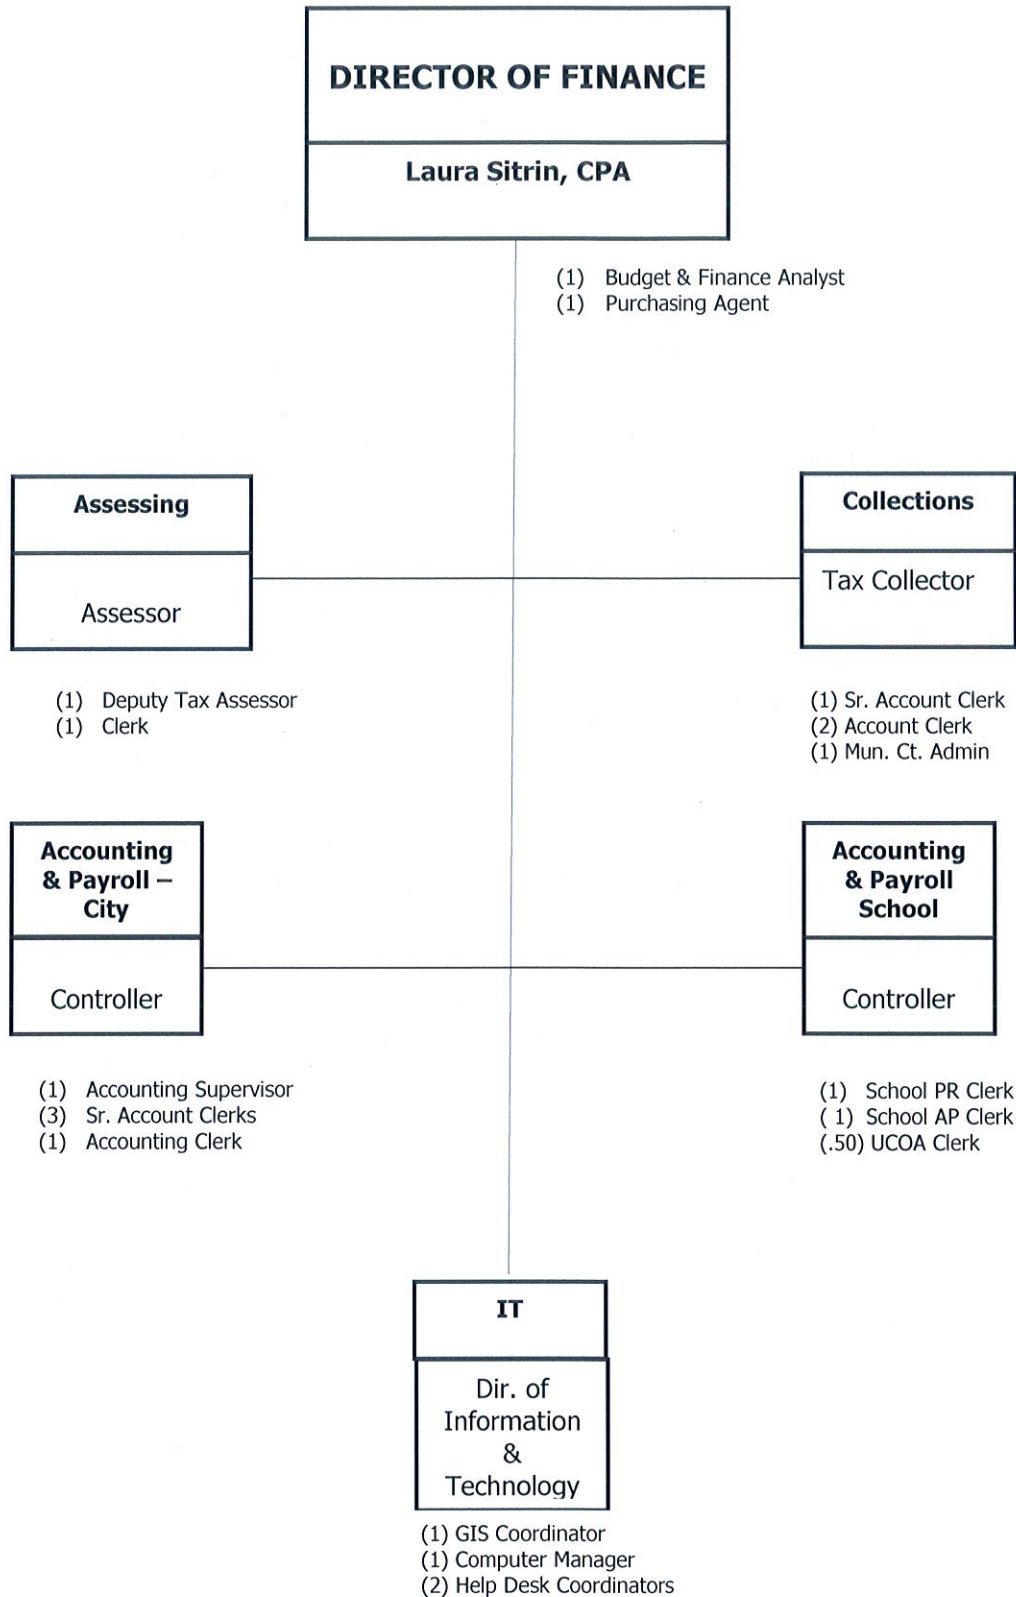 DIRECTOR OF FINANCE
Laura Sitrin, CPA
(1) Budget & Finance Analyst
(1) Purchasing Agent
Assessing
Assessor
(1) Deputy Tax Assessor
(1) Clerk
Collections
Tax Collector
(1) Sr. Account Clerk
(2) Account Clerk
(1) Mun. Ct. Admin
Accounting
& Payroll –
City
Controller
(1) Accounting Supervisor
(3) Sr. Account Clerks
(1) Accounting Clerk
Accounting
& Payroll
School
Controller
(1) School PR Clerk
( 1) School AP Clerk
(.50) UCOA Clerk
IT
Dir. of
Information
&
Technology
(1) GIS Coordinator
(1) Computer Manager
(2) Help Desk Coordinators